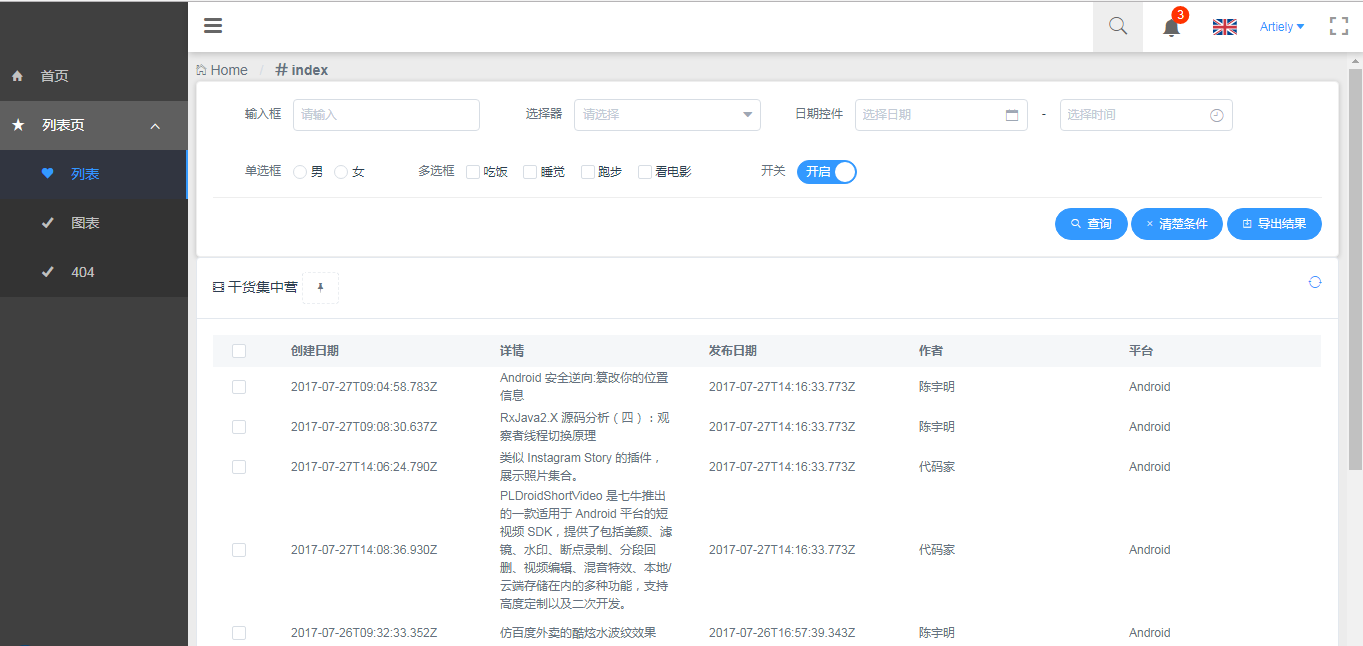 3
Artiely
首页
列表页
列表
图表
404
Home / # index
输入框 请输入 选择器 请选择 日期控件 选择日期 - 选择时间
单选框 男 女 多选框 吃饭 睡觉 跑步 看电影 开关 开启
查询 × 清楚条件 导出结果
干货集中营
创建日期 详情 发布日期 作者 平台
2017-07-27T09:04:58.783Z Android 安全逆向:篡改你的位置 2017-07-27T14:16:33.773Z 陈宇明 Android
信息
2017-07-27T09:08:30.637Z RxJava2.X 源码分析（四）：观 2017-07-27T14:16:33.773Z 陈宇明 Android
察者线程切换原理
2017-07-27T14:06:24.790Z 类似 Instagram Story 的插件， 2017-07-27T14:16:33.773Z 代码家 Android
展示照片集合。
PLDroidShortVideo 是七牛推出
的一款适用于 Android 平台的短
视频 SDK，提供了包括美颜、滤
2017-07-27T14:08:36.930Z 镜、水印、断点录制、分段回 2017-07-27T14:16:33.773Z 代码家 Android
删、视频编辑、混音特效、本地/
云端存储在内的多种功能，支持
高度定制以及二次开发。
2017-07-26T09:32:33.352Z 仿百度外卖的酷炫水波纹效果 2017-07-26T16:57:39.343Z 陈宇明 Android